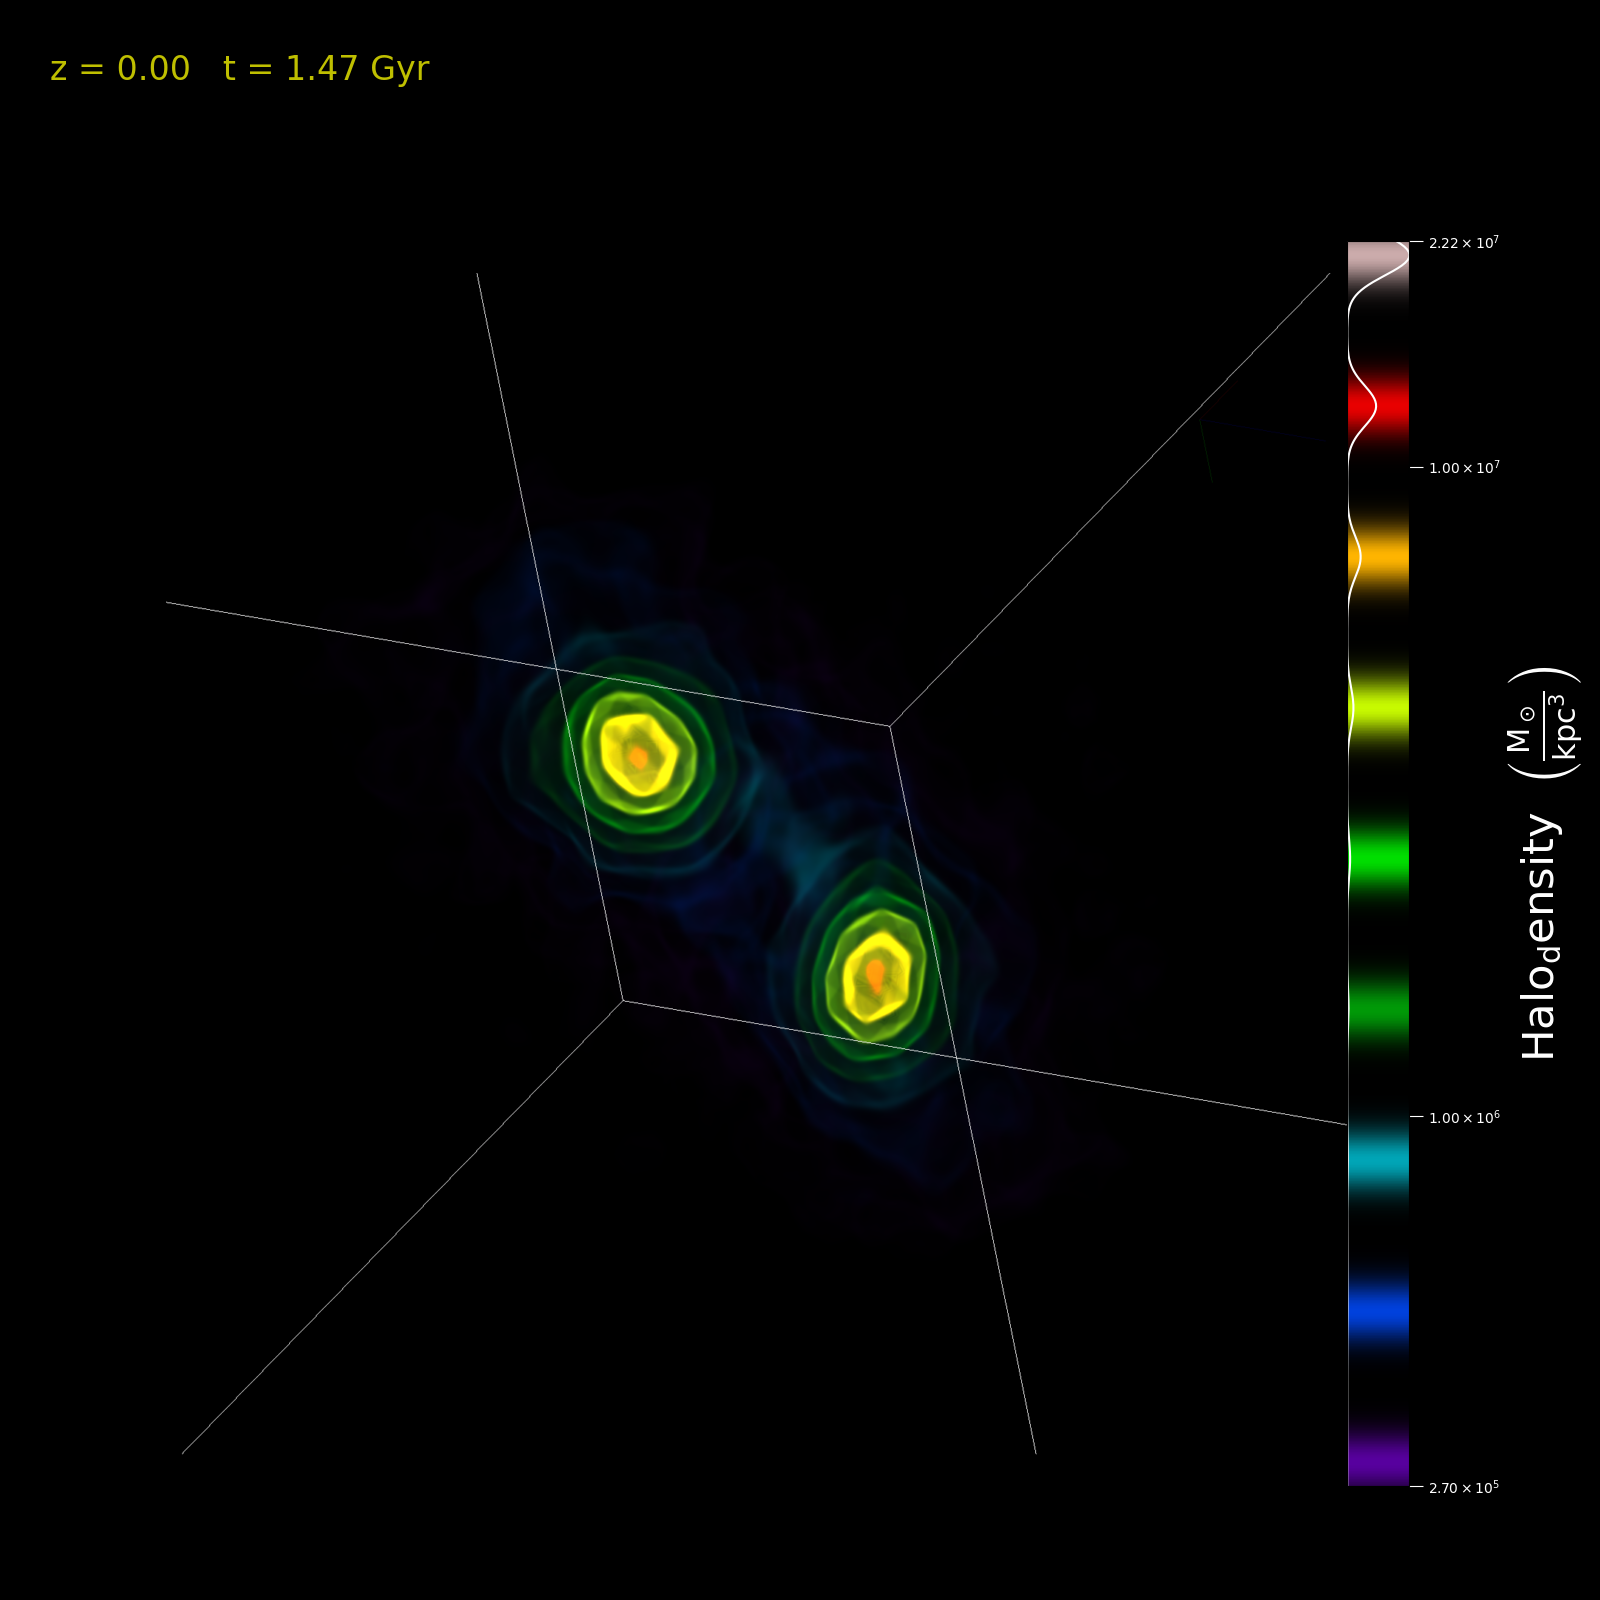 z = 0.00   t = 1.47 Gyr
2.22 × 10⁷
1.00 × 10⁷
1.00 × 10⁶
2.70 × 10⁵
Halo_density (M⊙/kpc³)